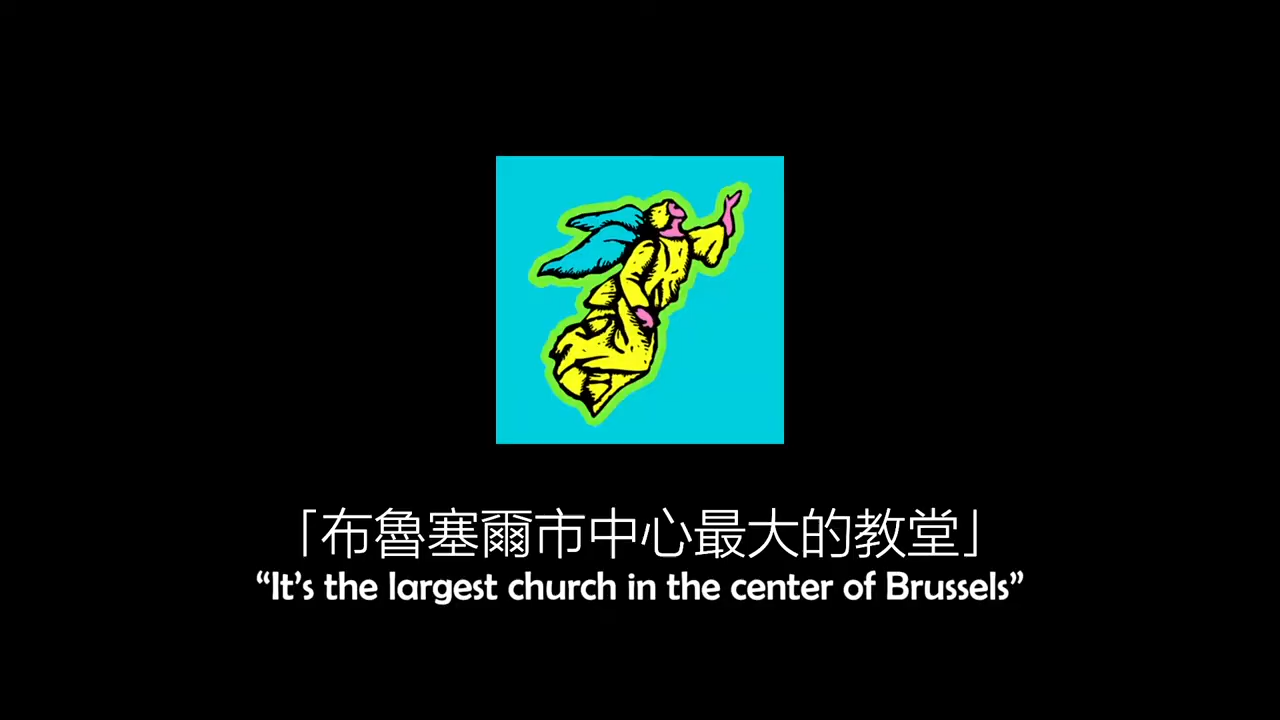 「布魯塞爾市中心最大的教堂」
“It’s the largest church in the center of Brussels”